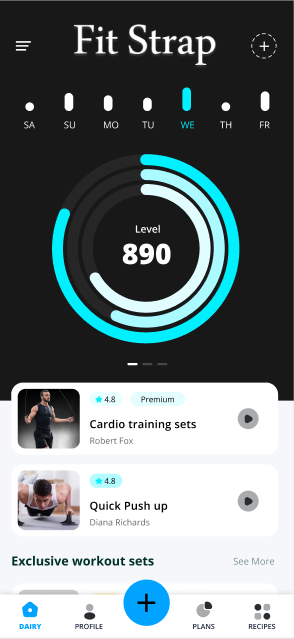 Fit Strap
SA SU MO TU WE TH FR
Level
890
4.8 Premium
Cardio training sets
Robert Fox
4.8
Quick Push up
Diana Richards
Exclusive workout sets See More
DAIRY PROFILE PLANS RECIPES